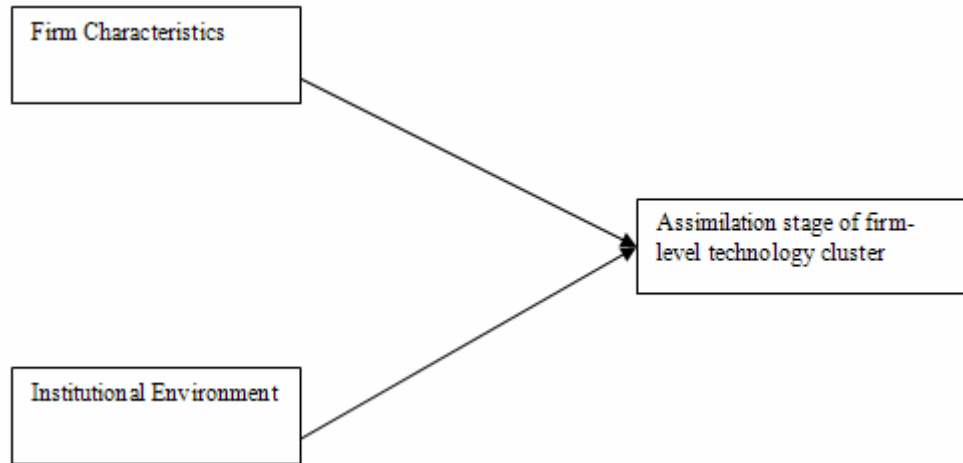 Firm Characteristics
Assimilation stage of firm-
level technology cluster
Institutional Environment